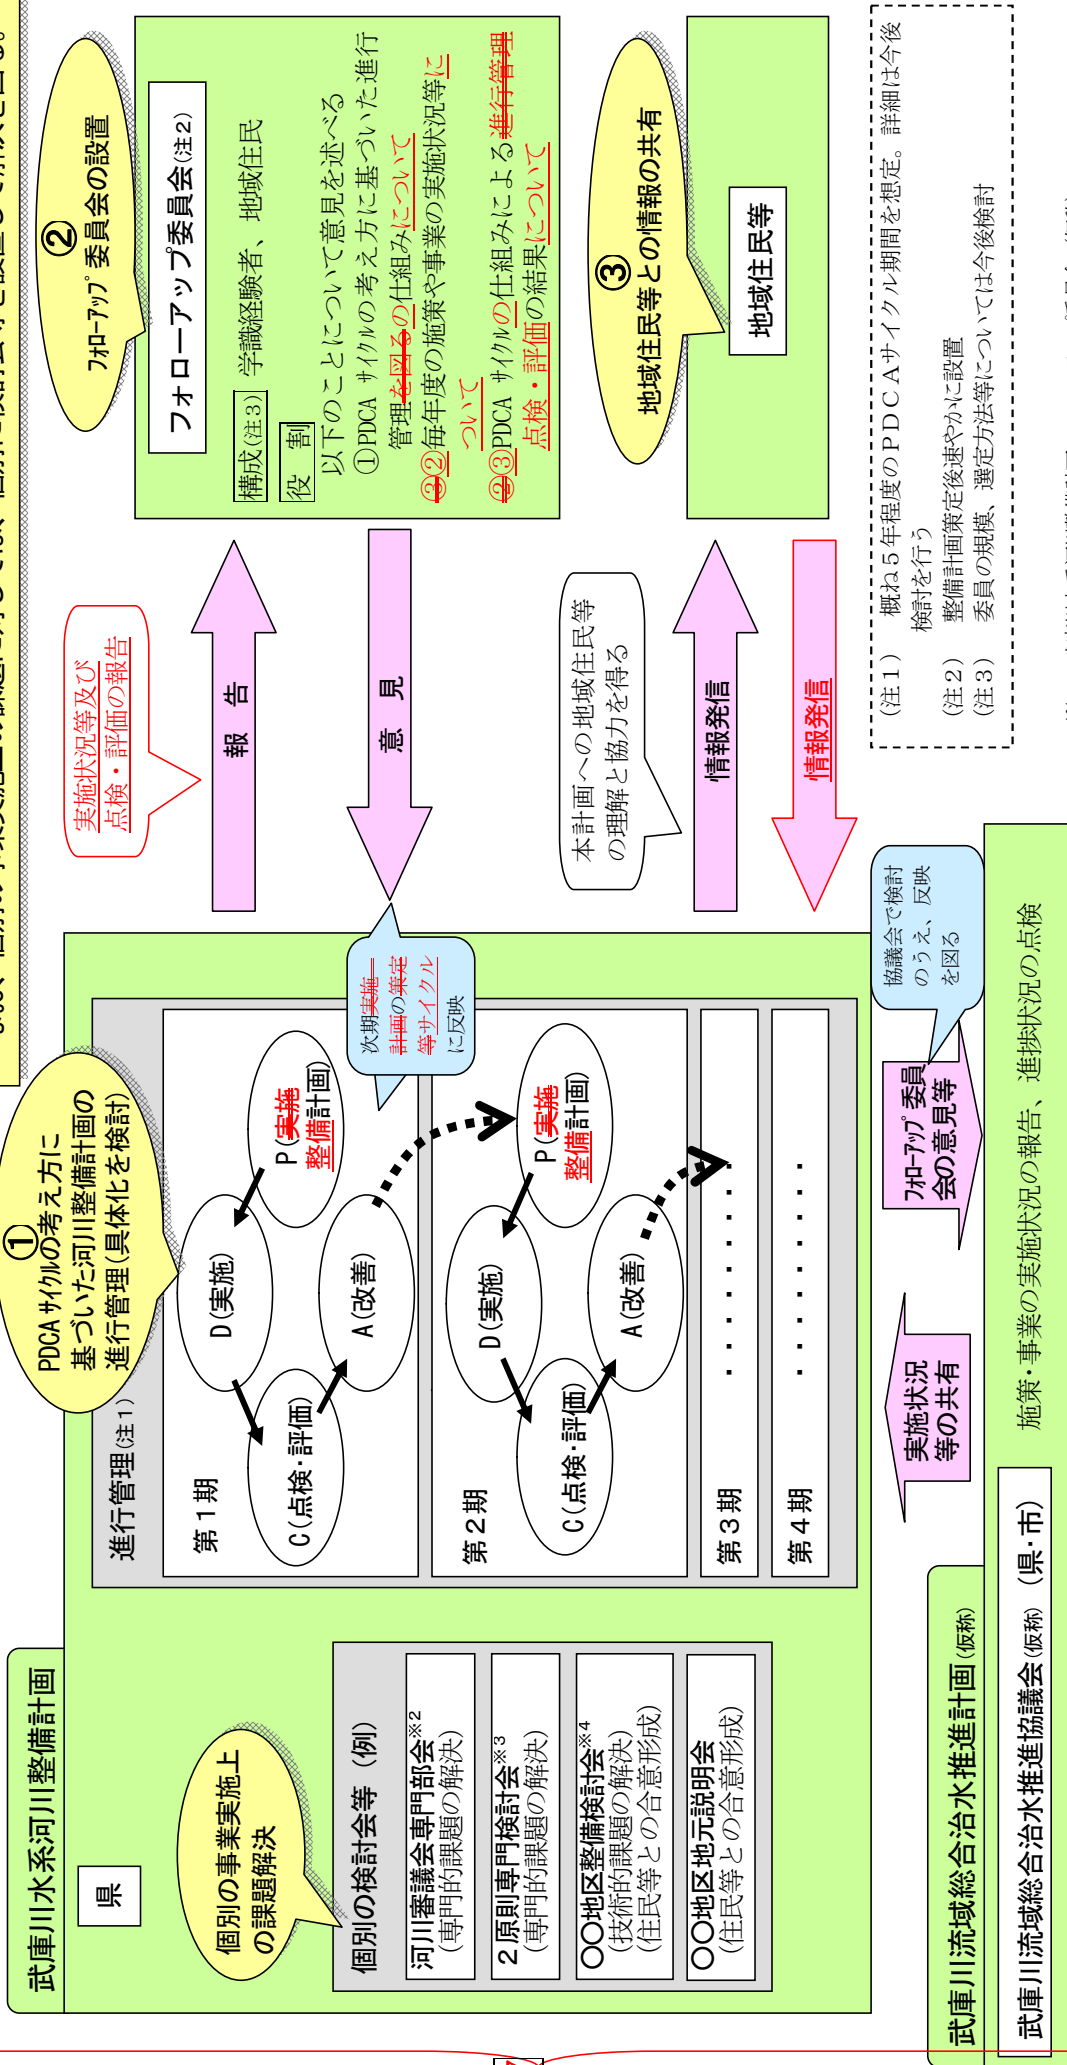 武庫川水系河川整備計画
県
個別の事業実施上
の課題解決
個別の検討会等（例）
河川審議会専門部会※2
（専門的課題の解決）
２原則専門検討会※3
（専門的課題の解決）
〇〇地区整備検討会※4
（技術的課題の解決）
（住民等との合意形成）
〇〇地区地元説明会
（住民等との合意形成）
①
PDCAサイクルの考え方に
基づいた河川整備計画の
進行管理(具体化を検討)
進行管理(注１)
第１期
P(実施
整備計画)
D(実施)
C(点検・評価)
A(改善)
第２期
P(実施
整備計画)
D(実施)
C(点検・評価)
A(改善)
第３期 ・・・・・・・・
第４期 ・・・・・・・・
次期実施
計画の策定
等サイクル
に反映
実施状況等及び
点検・評価の報告
報　告
意　見
②
ﾌｫﾛｰｱｯﾌﾟ委員会の設置
フォローアップ委員会(注２)
構成(注３) 学識経験者、地域住民
役　割
以下のことについて意見を述べる
①PDCA ｻｲｸﾙの考え方に基づいた進行
管理を図るの仕組みについて
③②毎年度の施策や事業の実施状況等に
ついて
②③PDCA ｻｲｸﾙの仕組みによる進行管理
点検・評価の結果について
本計画への地域住民等
の理解と協力を得る
情報発信
情報発信
③
地域住民等との情報の共有
地域住民等
(注１)　概ね５年程度のＰＤＣＡサイクル期間を想定。詳細は今後
検討を行う
(注２)　整備計画策定後速やかに設置
(注３)　委員の規模、選定方法等については今後検討
実施状況
等の共有
ﾌｫﾛｰｱｯﾌﾟ委員
会の意見等
協議会で検討
のうえ、反映
を図る
武庫川流域総合治水推進計画(仮称)
武庫川流域総合治水推進協議会(仮称)（県・市）
施策・事業の実施状況の報告、進捗状況の点検